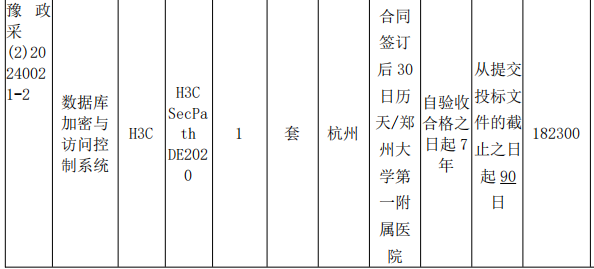 豫 政
采
(2)20
24002
1-2
数据库
加密与
访问控
制系统
H3C
H3C
SecPa
th
DE202
0
1
套
杭州
合同
签订
后 30
日历
天/郑
州大
学第
一附
属医
院
自验收
合格之
日起 7
年
从提交
投标文
件的截
止之日
起 90
日
182300